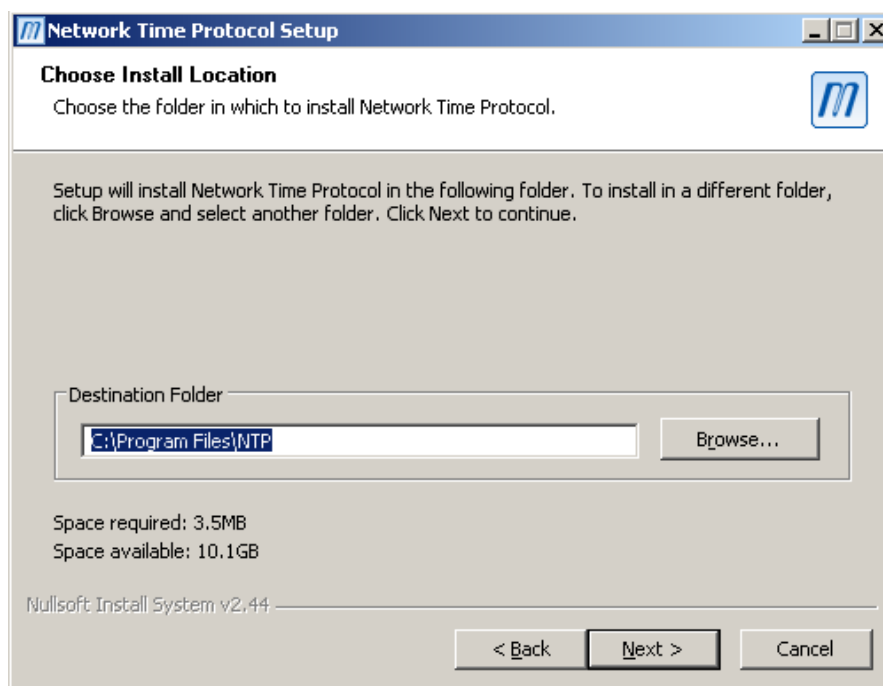 Network Time Protocol Setup
Choose Install Location
Choose the folder in which to install Network Time Protocol.
Setup will install Network Time Protocol in the following folder. To install in a different folder,
click Browse and select another folder. Click Next to continue.
Destination Folder
C:\Program Files\NTP
Browse...
Space required: 3.5MB
Space available: 10.1GB
Nullsoft Install System v2.44
< Back
Next >
Cancel